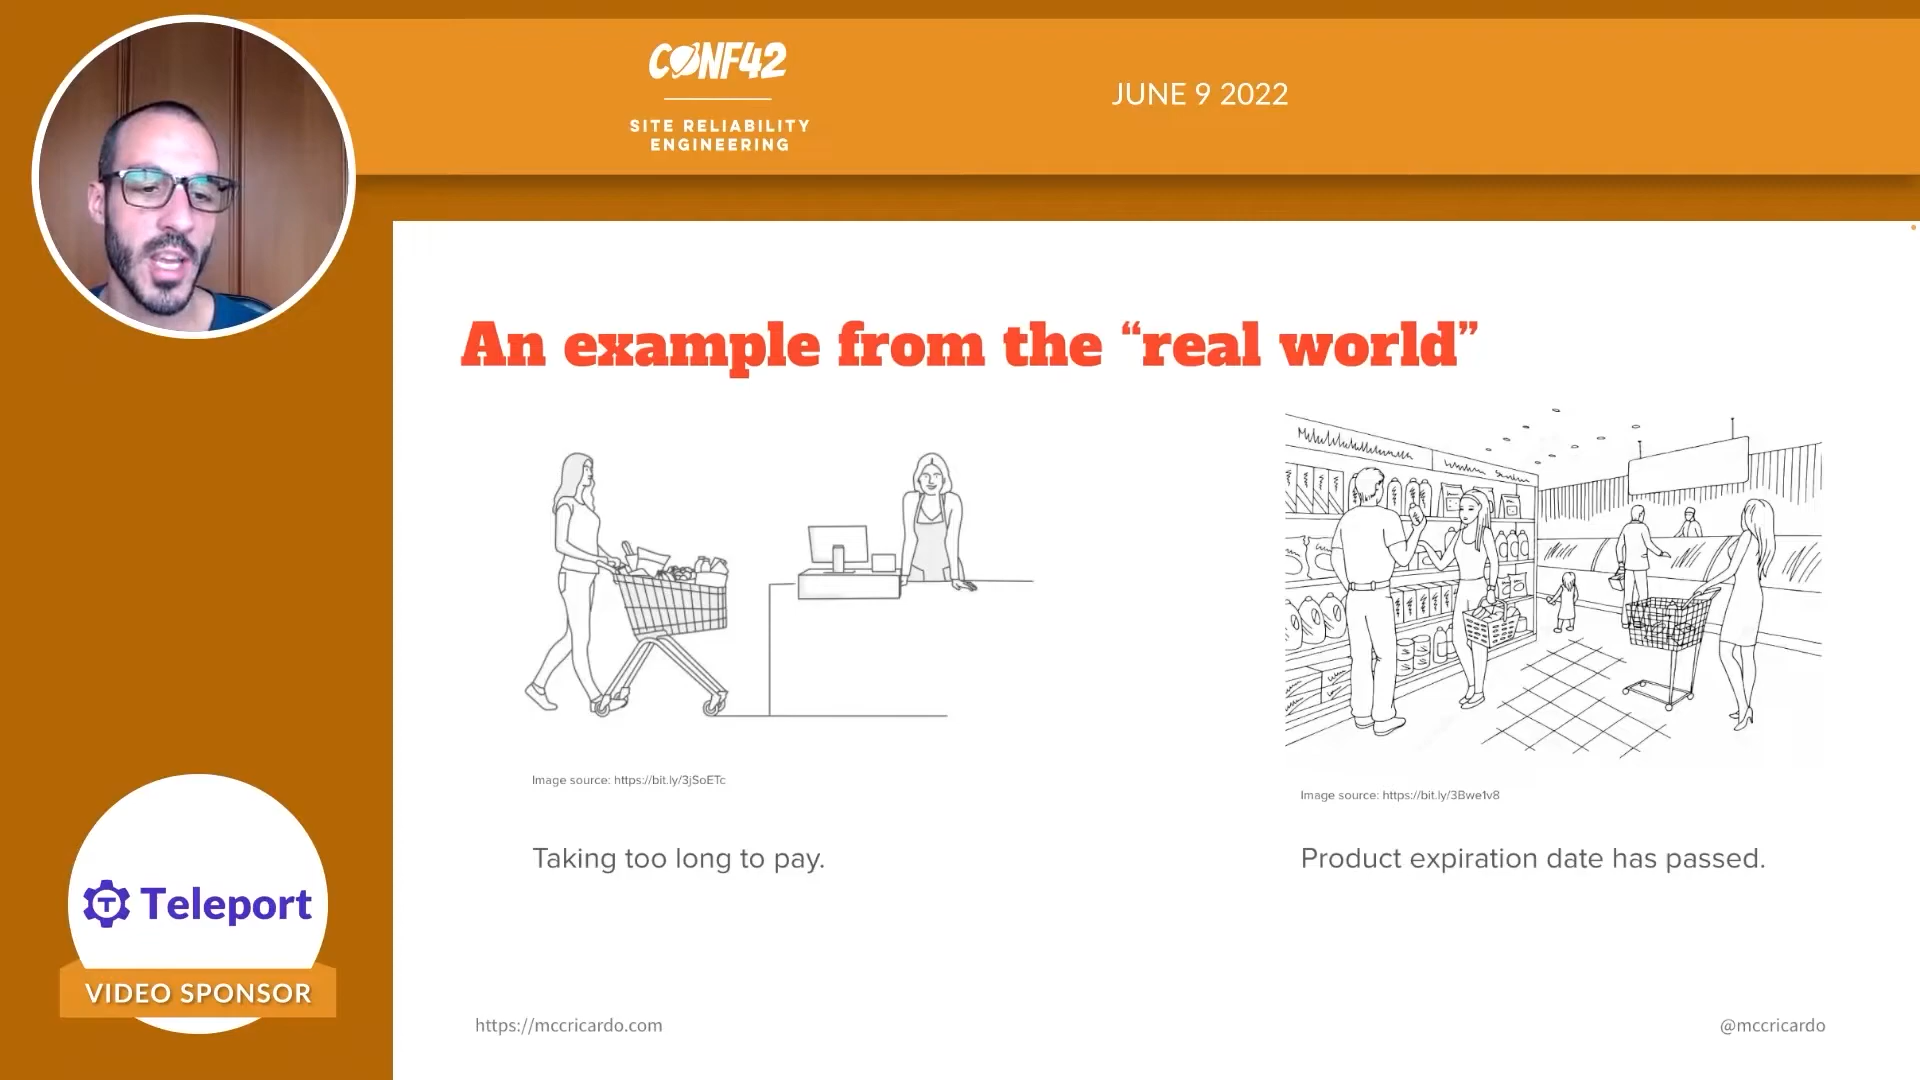 CONF42
SITE RELIABILITY
ENGINEERING
JUNE 9 2022
An example from the “real world”
Image source: https://bit.ly/3jSoETc
Image source: https://bit.ly/3Bwe1v8
Taking too long to pay.
Product expiration date has passed.
Teleport
VIDEO SPONSOR
https://mccricardo.com
@mccricardo